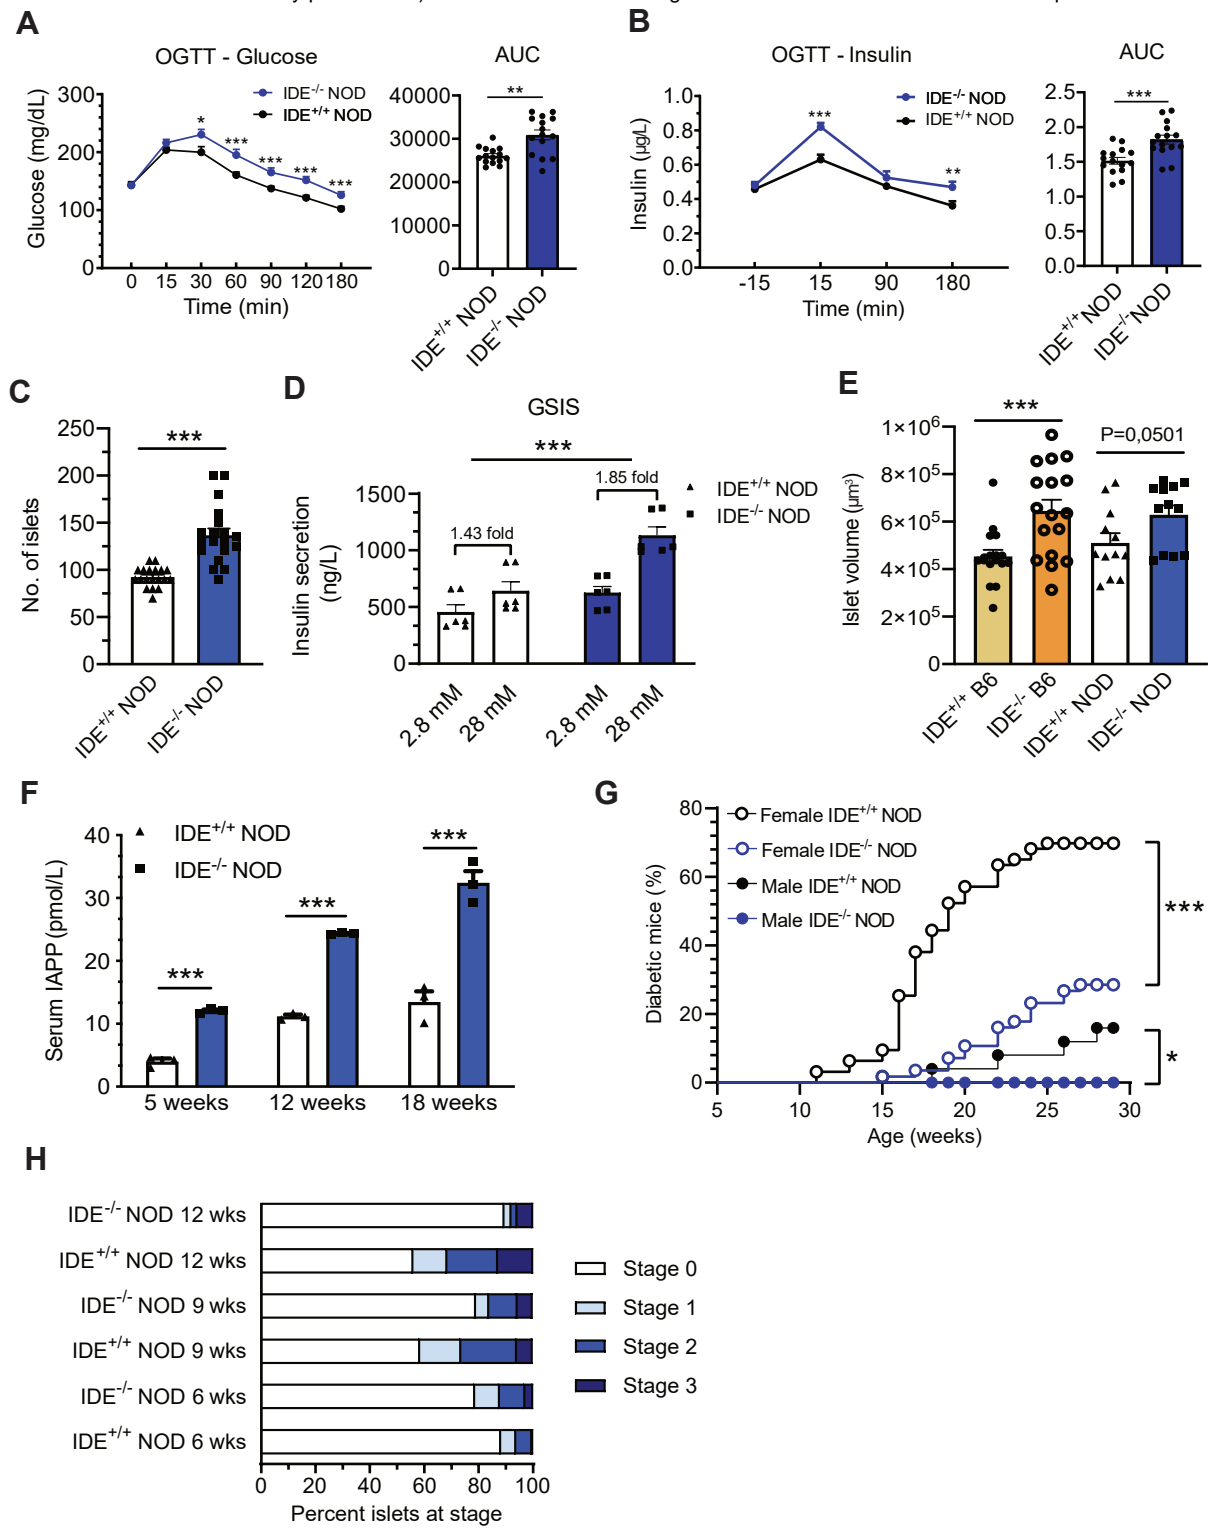 A
OGTT - Glucose
AUC
IDE-/- NOD
IDE+/+ NOD
Glucose (mg/dL)
300
200
100
0
*
***
***
***
***
0 15 30 60 90 120 180
Time (min)
**
40000
30000
20000
10000
0
IDE+/+ NOD
IDE-/- NOD
B
OGTT - Insulin
AUC
IDE-/- NOD
IDE+/+ NOD
Insulin (µg/L)
1.0
0.8
0.6
0.4
0.2
0.0
***
**
-15 15 90 180
Time (min)
***
2.5
2.0
1.5
1.0
0.5
0.0
IDE+/+ NOD
IDE-/- NOD
C
No. of islets
250
200
150
100
50
0
***
IDE+/+ NOD
IDE-/- NOD
D
GSIS
***
1.43 fold
1.85 fold
IDE+/+ NOD
IDE-/- NOD
Insulin secretion
(ng/L)
1500
1000
500
0
2.8 mM
28 mM
2.8 mM
28 mM
E
Islet volume (µm³)
1×10⁶
8×10⁵
6×10⁵
4×10⁵
2×10⁵
0
***
P=0,0501
IDE+/+ B6
IDE-/- B6
IDE+/+ NOD
IDE-/- NOD
F
IDE+/+ NOD
IDE-/- NOD
Serum IAPP (pmol/L)
40
30
20
10
0
***
***
***
5 weeks 12 weeks 18 weeks
G
Female IDE+/+ NOD
Female IDE-/- NOD
Male IDE+/+ NOD
Male IDE-/- NOD
Diabetic mice (%)
80
60
40
20
0
***
*
5 10 15 20 25 30
Age (weeks)
H
IDE-/- NOD 12 wks
IDE+/+ NOD 12 wks
IDE-/- NOD 9 wks
IDE+/+ NOD 9 wks
IDE-/- NOD 6 wks
IDE+/+ NOD 6 wks
Stage 0
Stage 1
Stage 2
Stage 3
0 20 40 60 80 100
Percent islets at stage